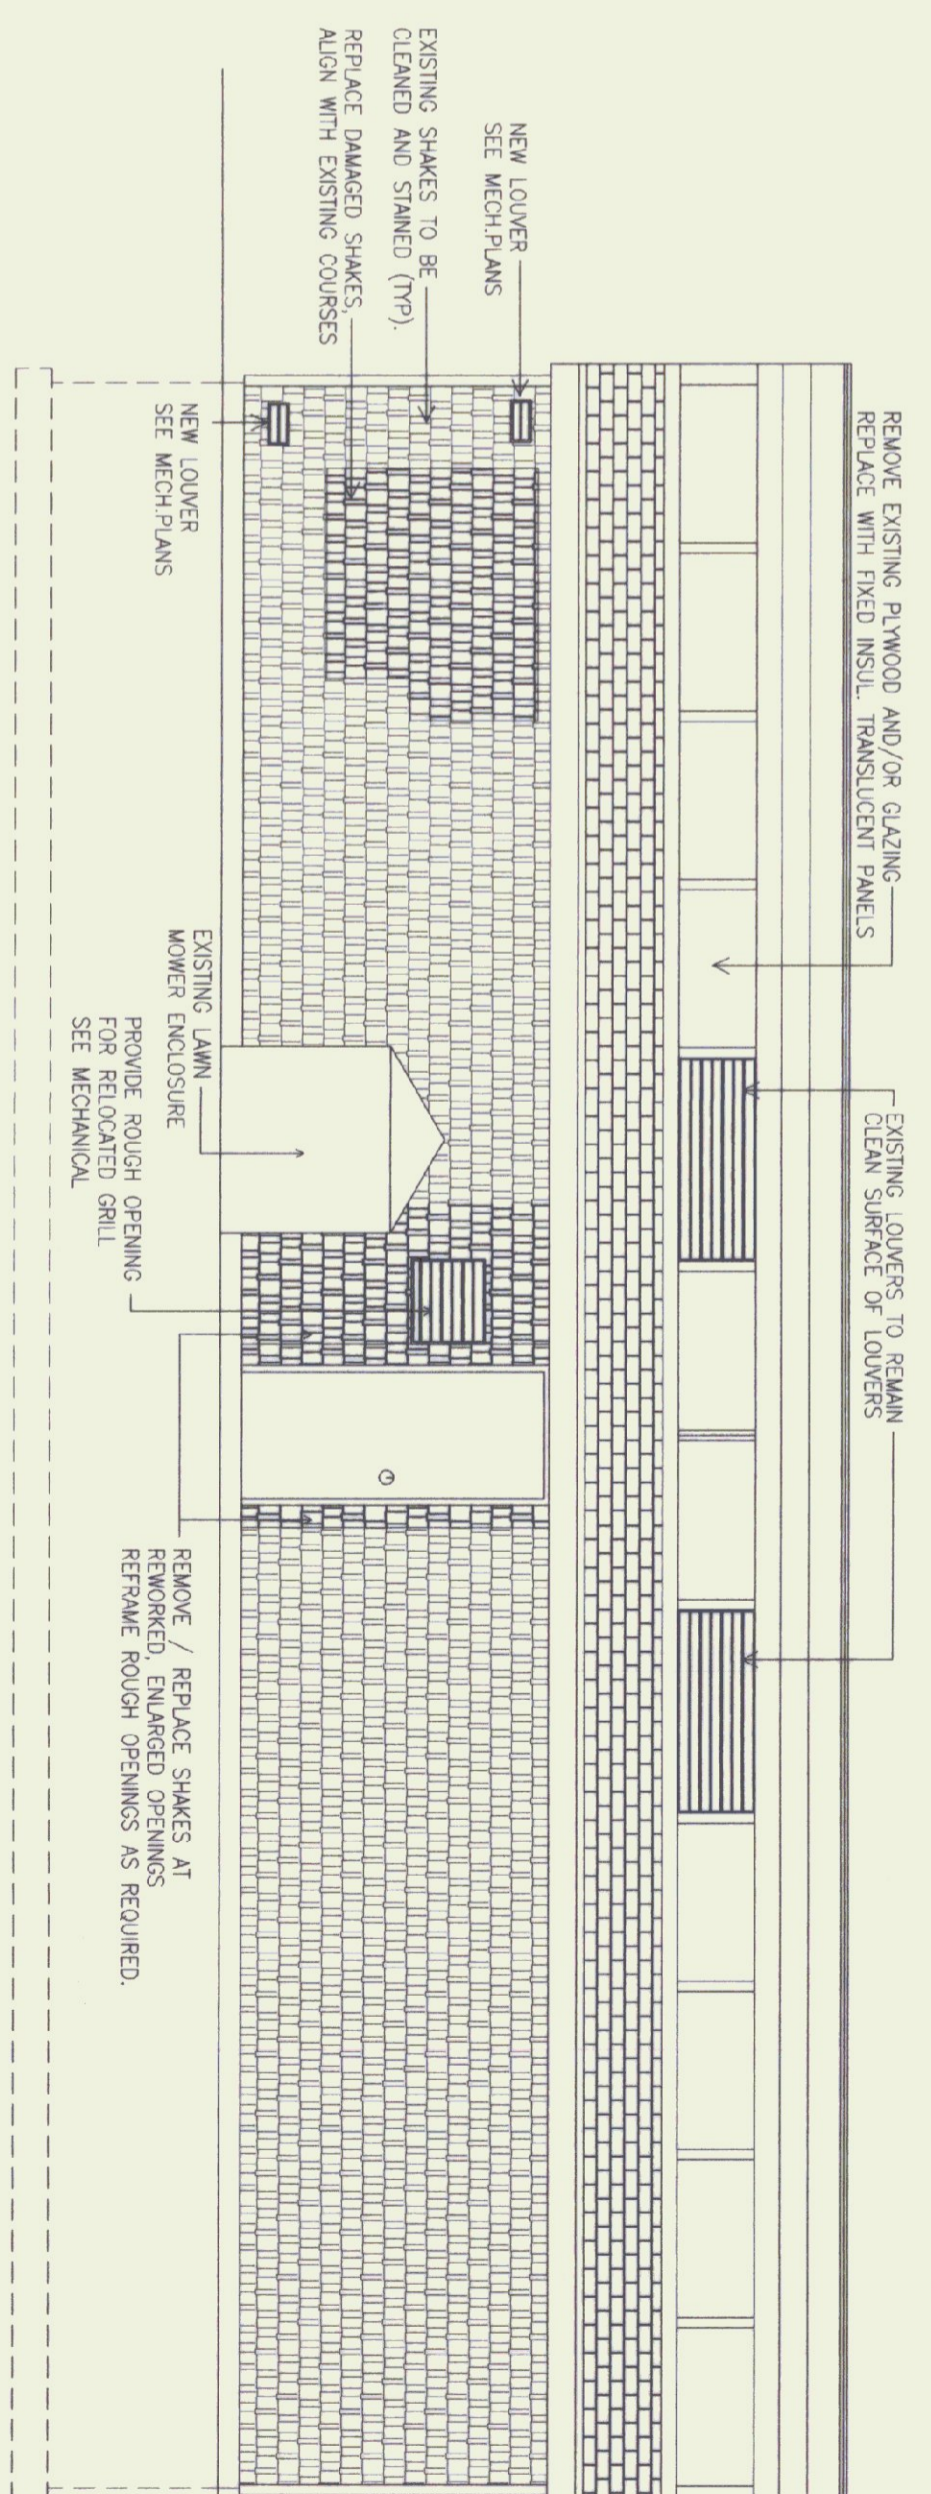 REMOVE EXISTING PLYWOOD AND/OR GLAZING
REPLACE WITH FIXED INSUL. TRANSLUCENT PANELS
EXISTING LOUVERS TO REMAIN
CLEAN SURFACE OF LOUVERS
NEW LOUVER
SEE MECH.PLANS
EXISTING SHAKES TO BE
CLEANED AND STAINED (TYP).
REPLACE DAMAGED SHAKES,
ALIGN WITH EXISTING COURSES
NEW LOUVER
SEE MECH.PLANS
EXISTING LAWN
MOWER ENCLOSURE
PROVIDE ROUGH OPENING
FOR RELOCATED GRILL
SEE MECHANICAL
REMOVE / REPLACE SHAKES AT
REWORKED, ENLARGED OPENINGS
REFRAME ROUGH OPENINGS AS REQUIRED.